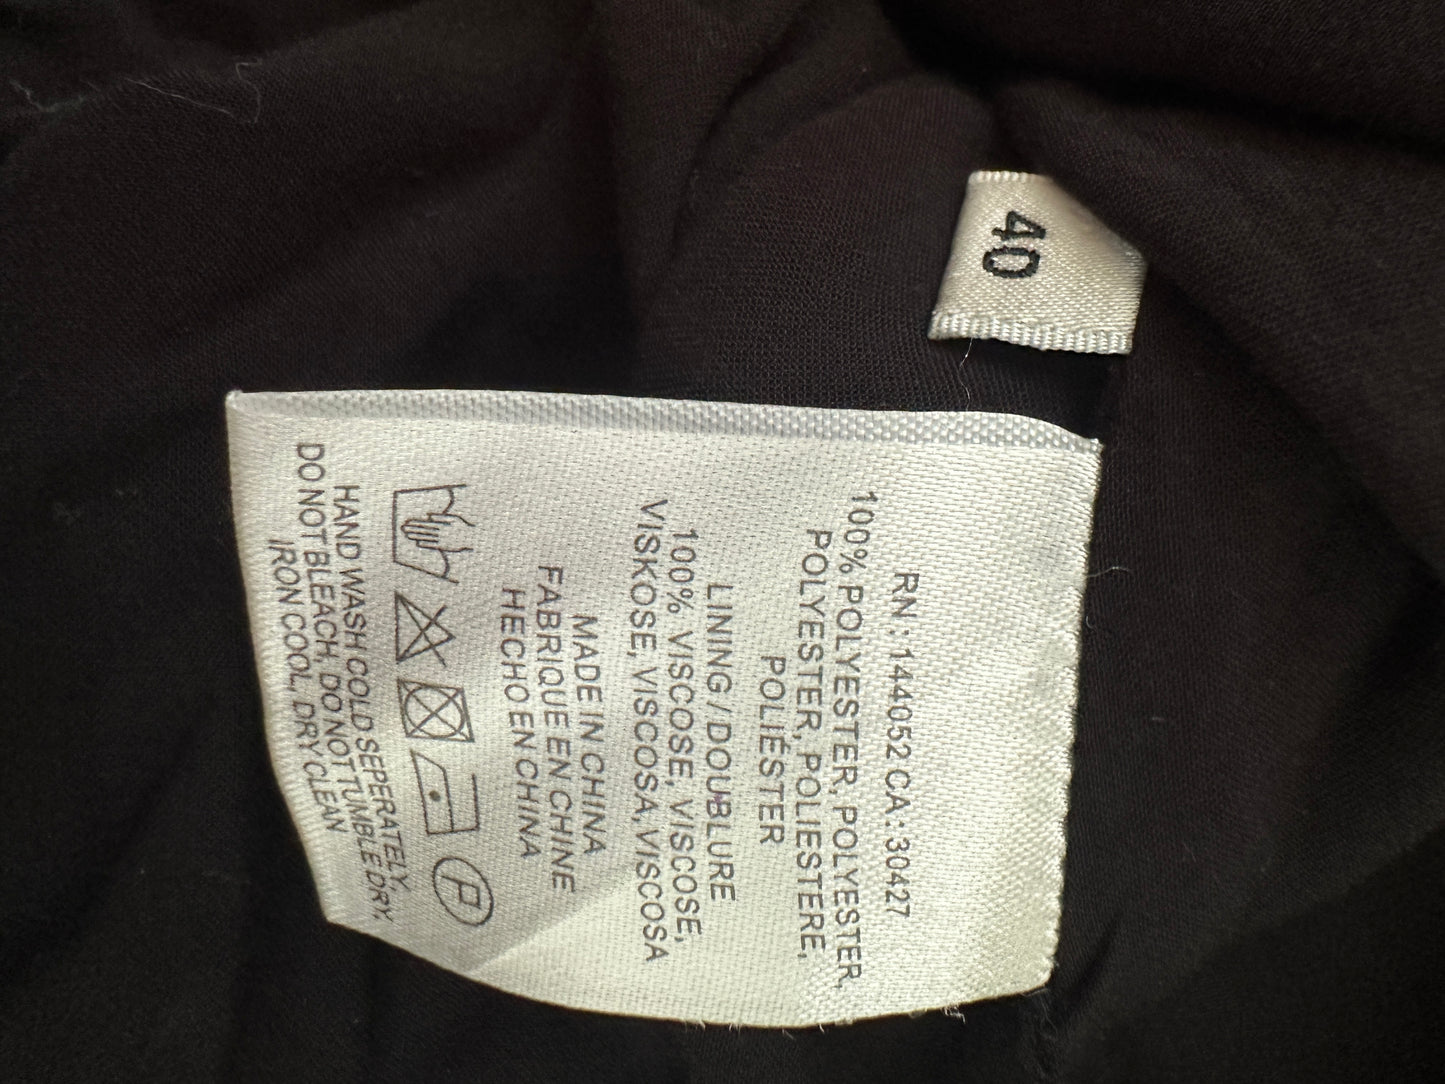 40
RN : 144052 CA : 30427
100% POLYESTER, POLYESTER,
POLYESTER, POLIESTERE,
POLIÉSTER
LINING / DOUBLURE
100% VISCOSE, VISCOSE,
VISKOSE, VISCOSA, VISCOSA
MADE IN CHINA
FABRIQUE EN CHINE
HECHO EN CHINA
P
HAND WASH COLD SEPERATELY,
DO NOT BLEACH, DO NOT TUMBLE DRY,
IRON COOL, DRY CLEAN